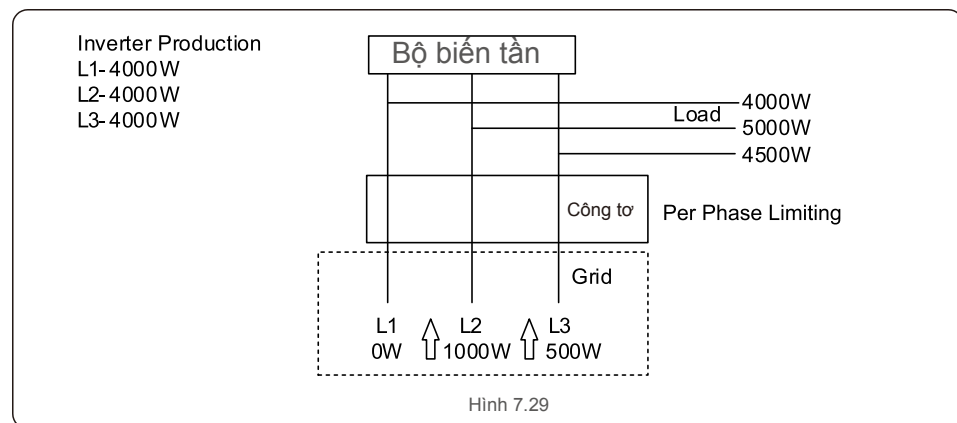 Inverter Production
L1-4000W
L2-4000W
L3-4000W
Bộ biến tần
4000W
Load
5000W
4500W
Công tơ
Per Phase Limiting
Grid
L1 L2 L3
0W 1000W 500W
Hình 7.29